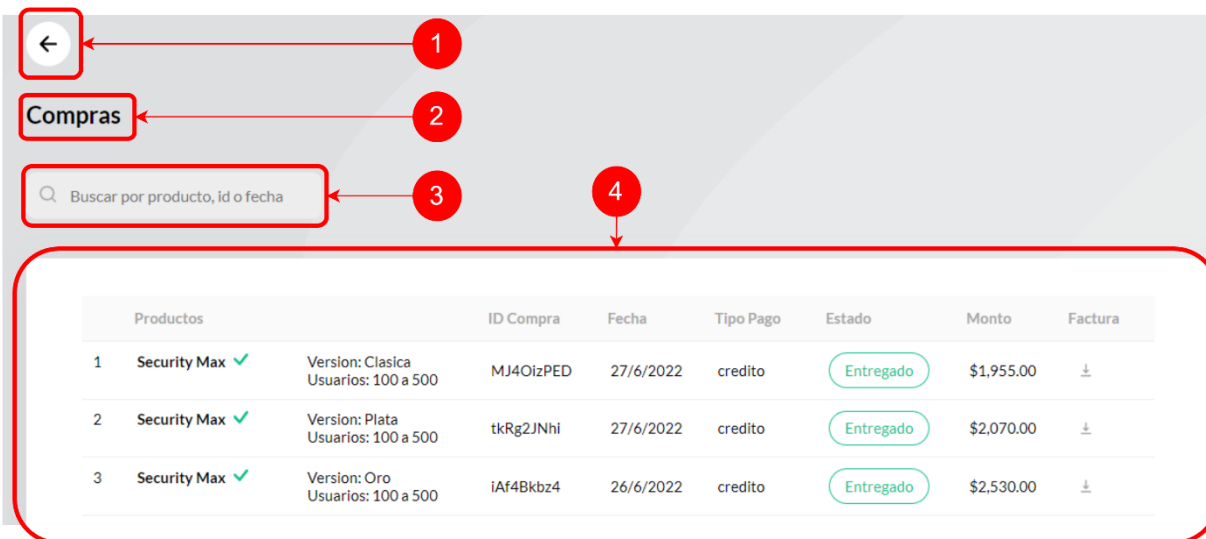 1
Compras
2
Buscar por producto, id o fecha
3
4
Productos ID Compra Fecha Tipo Pago Estado Monto Factura
1 Security Max Version: Clasica MJ4OizPED 27/6/2022 credito Entregado $1,955.00
Usuarios: 100 a 500
2 Security Max Version: Plata tkRg2JNhi 27/6/2022 credito Entregado $2,070.00
Usuarios: 100 a 500
3 Security Max Version: Oro iAf4Bkbz4 26/6/2022 credito Entregado $2,530.00
Usuarios: 100 a 500